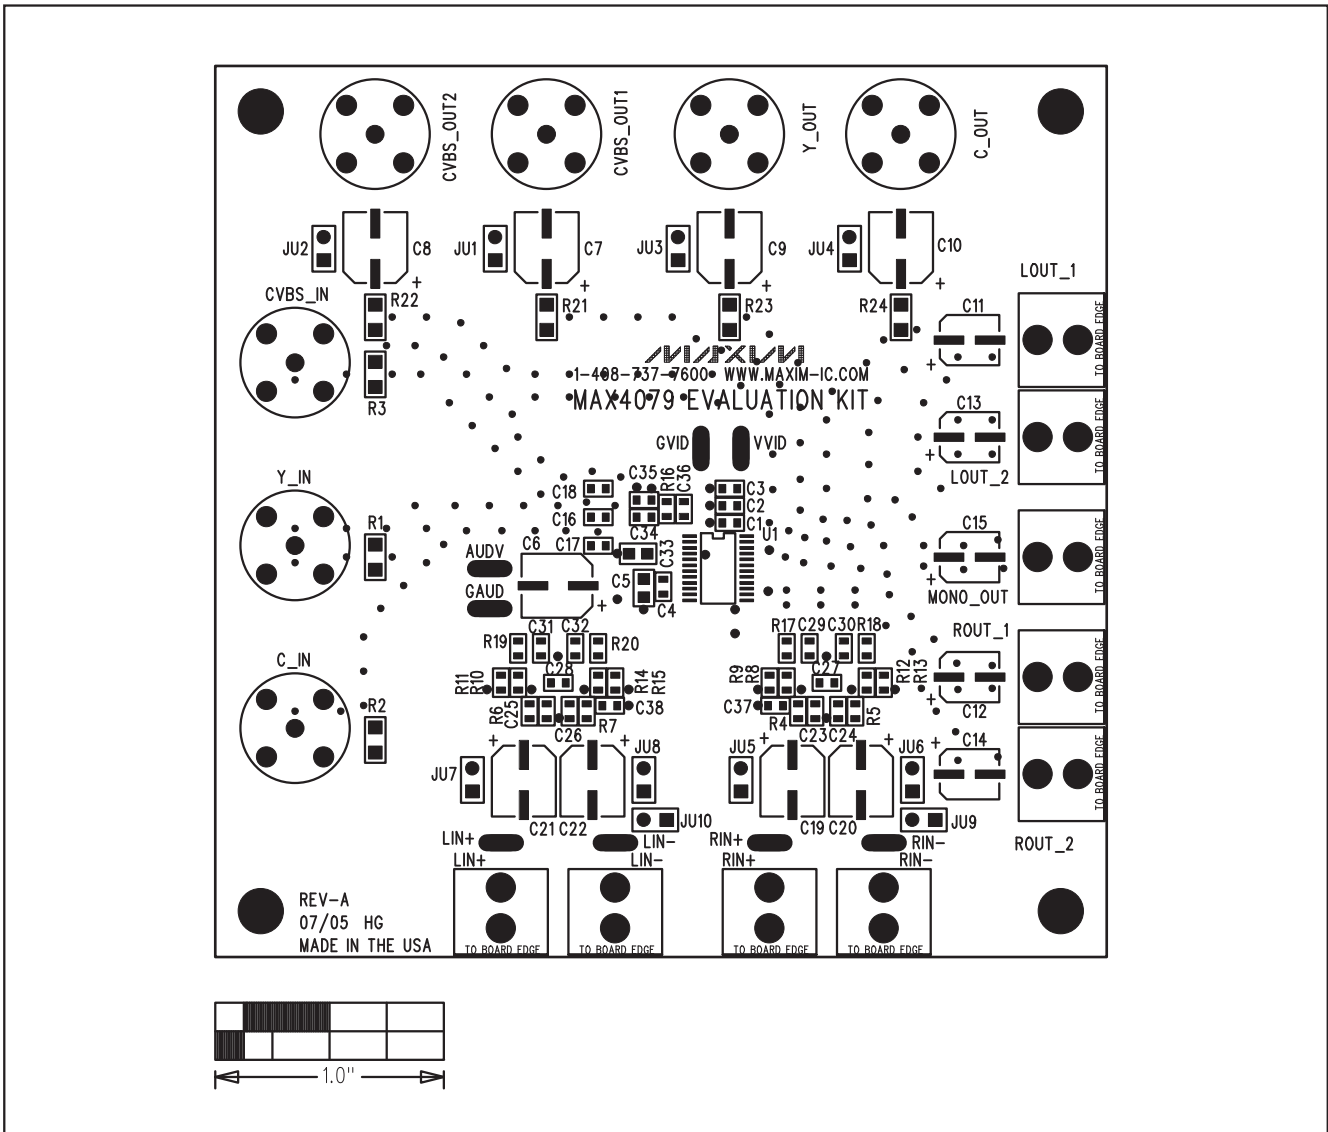 CVBS_OUT2
CVBS_OUT1
Y_OUT
C_OUT
JU2
C8
JU1
C7
JU3
C9
JU4
C10
+
+
+
+
LOUT_1
CVBS_IN
R22
R21
R23
R24
C11
TO BOARD EDGE
+
MAXIM
1-408-737-7600 WWW.MAXIM-IC.COM
MAX4079 EVALUATION KIT
R3
C13
TO BOARD EDGE
+
GVID
VVID
LOUT_2
Y_IN
C35
R16
C36
C18
C3
C2
C16
C1
R1
C34
U1
C15
TO BOARD EDGE
+
C6
C17
C33
AUDV
GAUD
C5
C4
+
MONO_OUT
R19
C31
C32
R20
R17
C29
C30
R18
ROUT_1
C_IN
C28
C27
R11
R10
R14
R15
R9
R8
R12
R13
TO BOARD EDGE
+
C12
R2
R6
C25
C26
R7
C38
C37
R4
C23
C24
R5
+
+
+
+
+
C14
TO BOARD EDGE
JU7
JU8
JU5
JU6
JU10
JU9
C21
C22
C19
C20
ROUT_2
LIN+
LIN-
RIN+
RIN-
LIN+
LIN-
RIN+
RIN-
TO BOARD EDGE
TO BOARD EDGE
TO BOARD EDGE
TO BOARD EDGE
REV-A
07/05 HG
MADE IN THE USA
1.0"